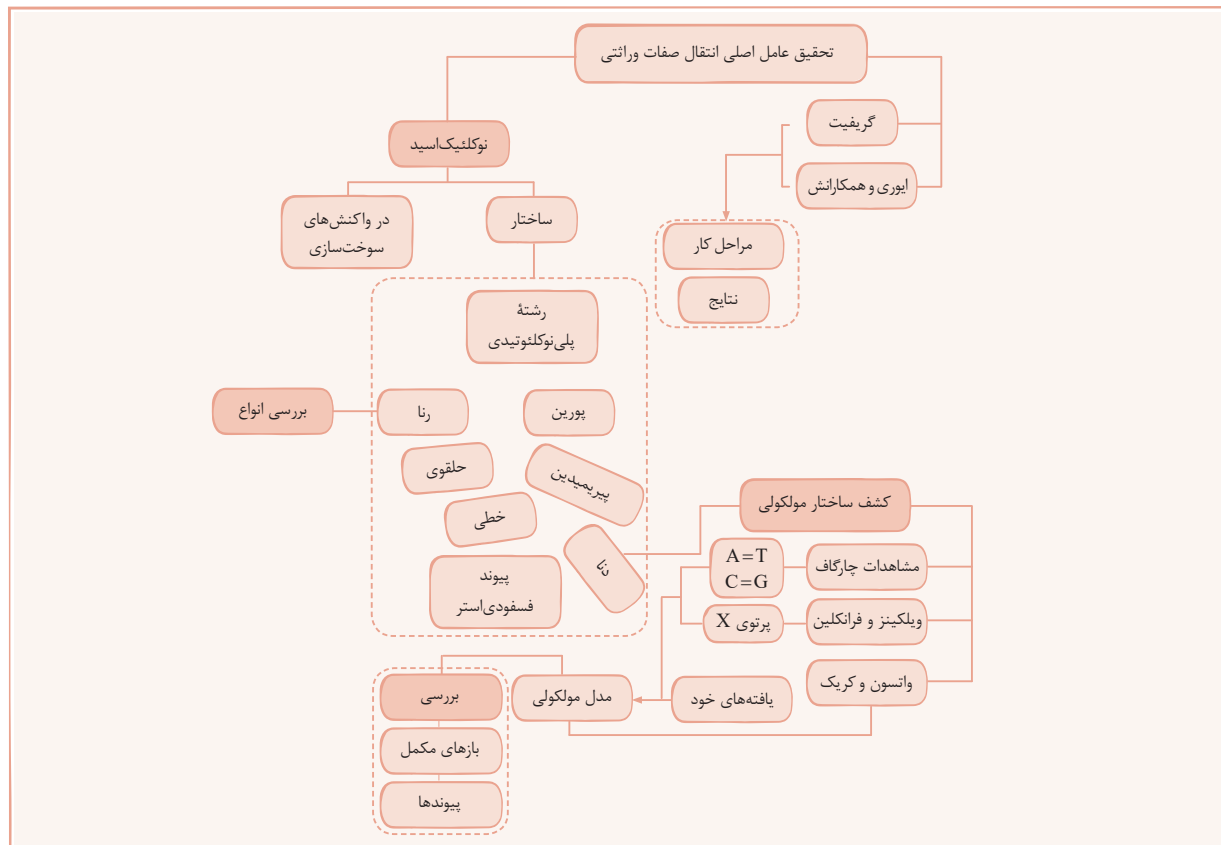 تحقیق عامل اصلی انتقال صفات وراثتی
گریفیت
نوکلئیک‌اسید
ایوری و همکارانش
ساختار
در واکنش‌های
سوخت‌سازی
مراحل کار
نتایج
رشتهٔ
پلی‌نوکلئوتیدی
پورین
رنا
بررسی انواع
حلقوی
پیریمیدین
خطی
دنا
پیوند
فسفودی‌استر
کشف ساختار مولکولی
مشاهدات چارگاف
A=T
C=G
ویلکینز و فرانکلین
پرتوی X
واتسون و کریک
یافته‌های خود
مدل مولکولی
بررسی
بازهای مکمل
پیوندها